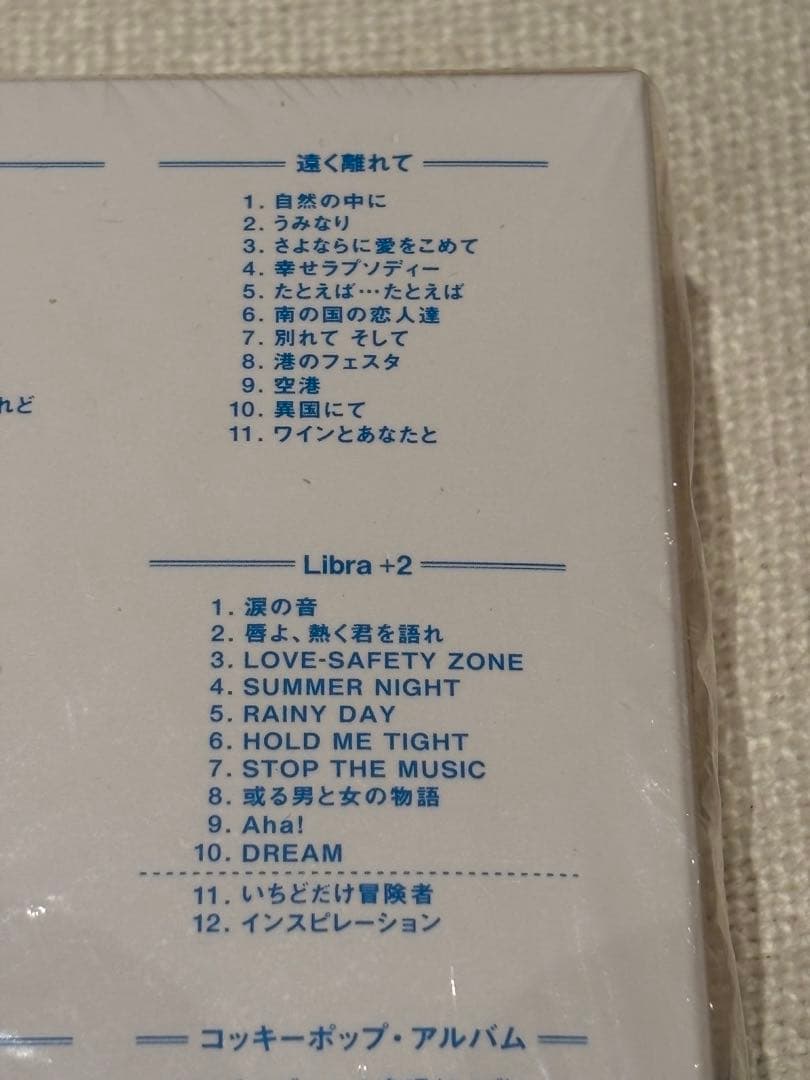 遠く離れて
1. 自然の中に
2. うみなり
3. さよならに愛をこめて
4. 幸せラプソディー
5. たとえば…たとえば
6. 南の国の恋人達
7. 別れて そして
8. 港のフェスタ
9. 空港
10. 異国にて
11. ワインとあなたと
れど
Libra +2
1. 涙の音
2. 唇よ、熱く君を語れ
3. LOVE-SAFETY ZONE
4. SUMMER NIGHT
5. RAINY DAY
6. HOLD ME TIGHT
7. STOP THE MUSIC
8. 或る男と女の物語
9. Aha!
10. DREAM
11. いちどだけ冒険者
12. インスピレーション
コッキーポップ・アルバム